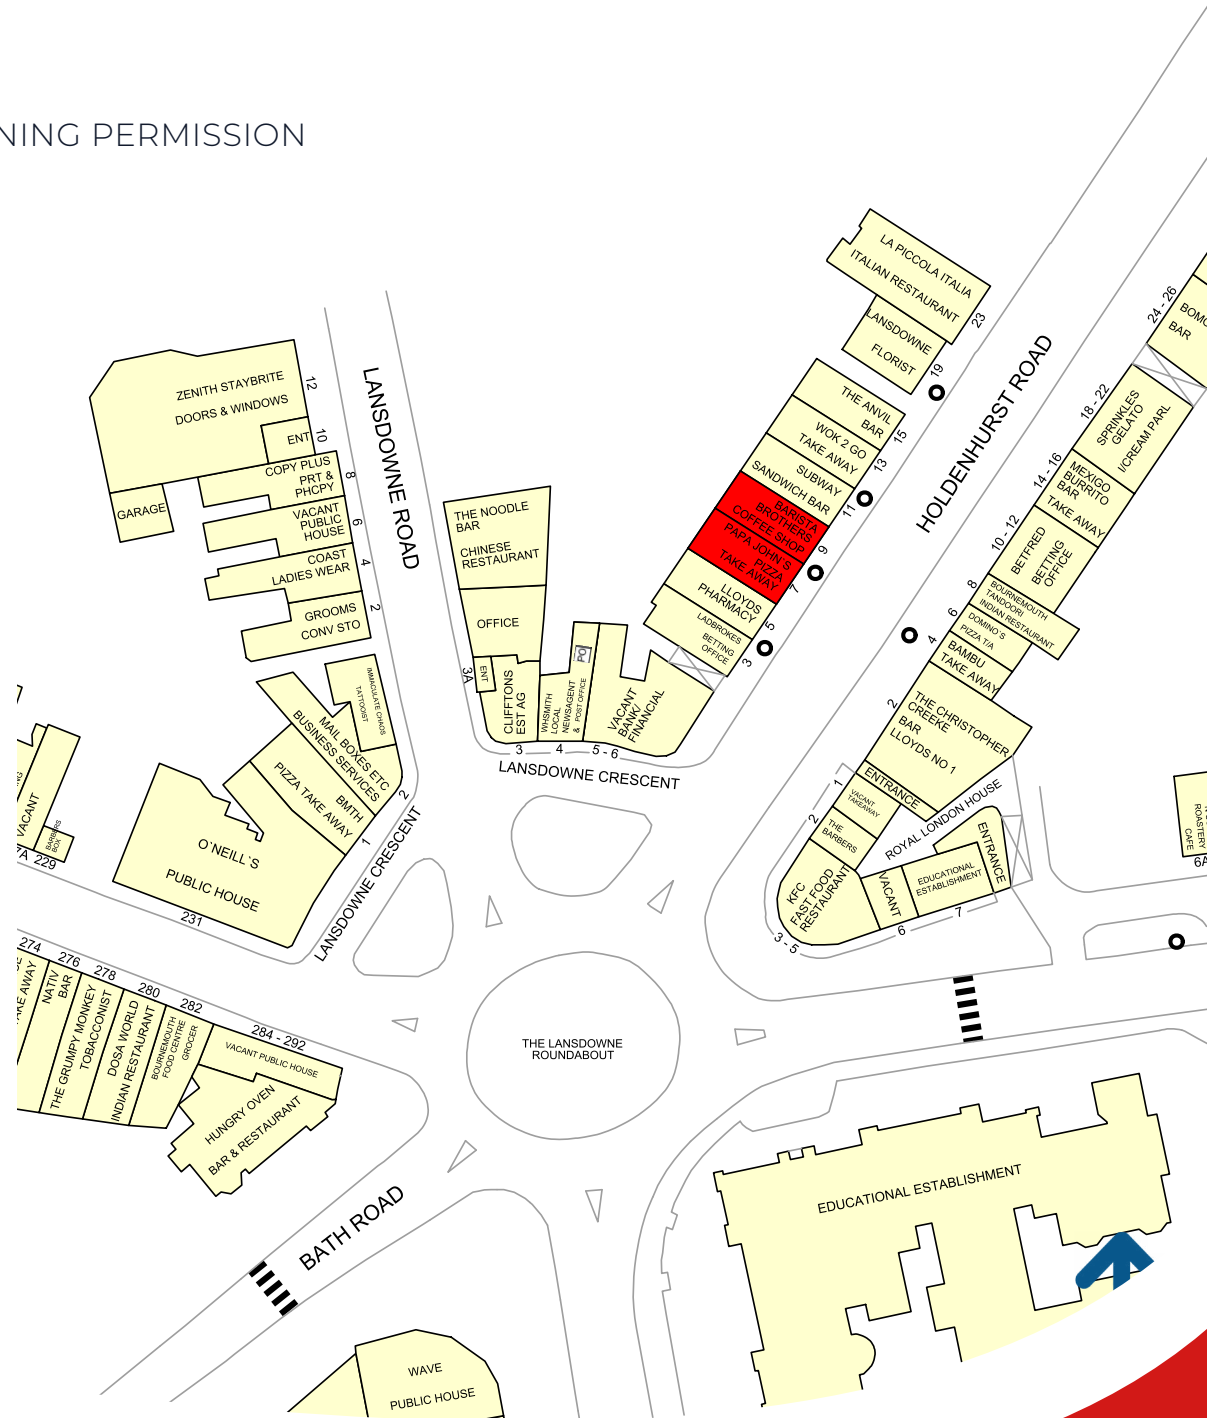 NING PERMISSION
LA PICCOLA ITALIA
ITALIAN RESTAURANT
23
LANSDOWNE
FLORIST
19
THE ANVIL
BAR
15
WOK 2 GO
TAKE AWAY
13
SUBWAY
SANDWICH BAR
11
BARISTA
BROTHERS
COFFEE SHOP
9
PAPA JOHN`S
PIZZA
TAKE AWAY
7
LLOYDS
PHARMACY
5
LADBROKES
BETTING
OFFICE
3
HOLDENHURST ROAD
24 - 26
BAR
18 - 22
SPRINKLES
GELATO
I/CREAM PARL
14 - 16
MEXIGO
BURRITO
BAR
TAKE AWAY
10 - 12
BETFRED
BETTING
OFFICE
8
BOURNEMOUTH
TANDOORI
INDIAN RESTAURANT
6
DOMINO`S
PIZZA T/A
4
BAMBU
TAKE AWAY
2
THE CHRISTOPHER
CREEKE
BAR
LLOYDS NO 1
ENTRANCE
1
VACANT
TAKEAWAY
2
THE
BARBERS
KFC
FAST FOOD
RESTAURANT
3 - 5
ROYAL LONDON HOUSE
VACANT
6
EDUCATIONAL
ESTABLISHMENT
7
ENTRANCE
ROASTERY
CAFE
6A
ZENITH STAYBRITE
DOORS & WINDOWS
12
ENT
10
COPY PLUS
PRT &
PHCPY
8
GARAGE
VACANT
PUBLIC
HOUSE
6
COAST
LADIES WEAR
4
GROOMS
CONV STO
2
LANSDOWNE ROAD
THE NOODLE
BAR
CHINESE
RESTAURANT
OFFICE
3A
ENT
CLIFFTONS
EST AG
3
WHSMITH
LOCAL
NEWSAGENT
& POST OFFICE
PO
4
VACANT
BANK/
FINANCIAL
5 - 6
LANSDOWNE CRESCENT
IMMACULATE CHAOS
TATTOOIST
MAIL BOXES ETC
BUSINESS SERVICES
2
BMTH
PIZZA TAKE AWAY
1
LANSDOWNE CRESCENT
O`NEILL`S
PUBLIC HOUSE
231
VACANT
BARBERS
BOX
7A
229
274
TAKE AWAY
276
NATIV
BAR
278
THE GRUMPY MONKEY
TOBACCONIST
280
DOSA WORLD
INDIAN RESTAURANT
282
BOURNEMOUTH
FOOD CENTRE
GROCER
284 - 292
VACANT PUBLIC HOUSE
HUNGRY OVEN
BAR & RESTAURANT
THE LANSDOWNE
ROUNDABOUT
BATH ROAD
EDUCATIONAL ESTABLISHMENT
WAVE
PUBLIC HOUSE